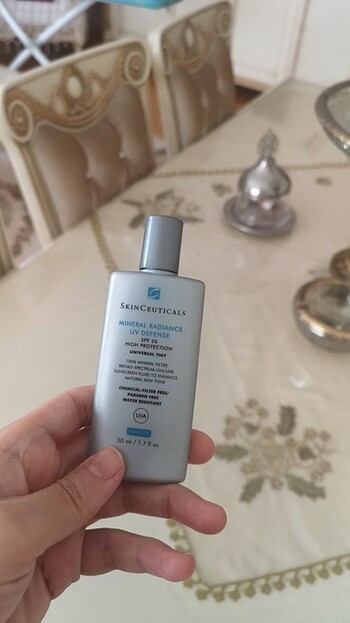 SKINCEUTICALS
MINERAL RADIANCE
UV DEFENSE
SPF 50
HIGH PROTECTION
UNIVERSAL TINT
100% MINERAL FILTER
BROAD-SPECTRUM UVA/UVB
SUNSCREEN FLUID TO ENHANCE
NATURAL SKIN TONE
CHEMICAL-FILTER FREE/
PARABEN FREE
WATER RESISTANT
UVA
50 ml / 1.7 fl oz